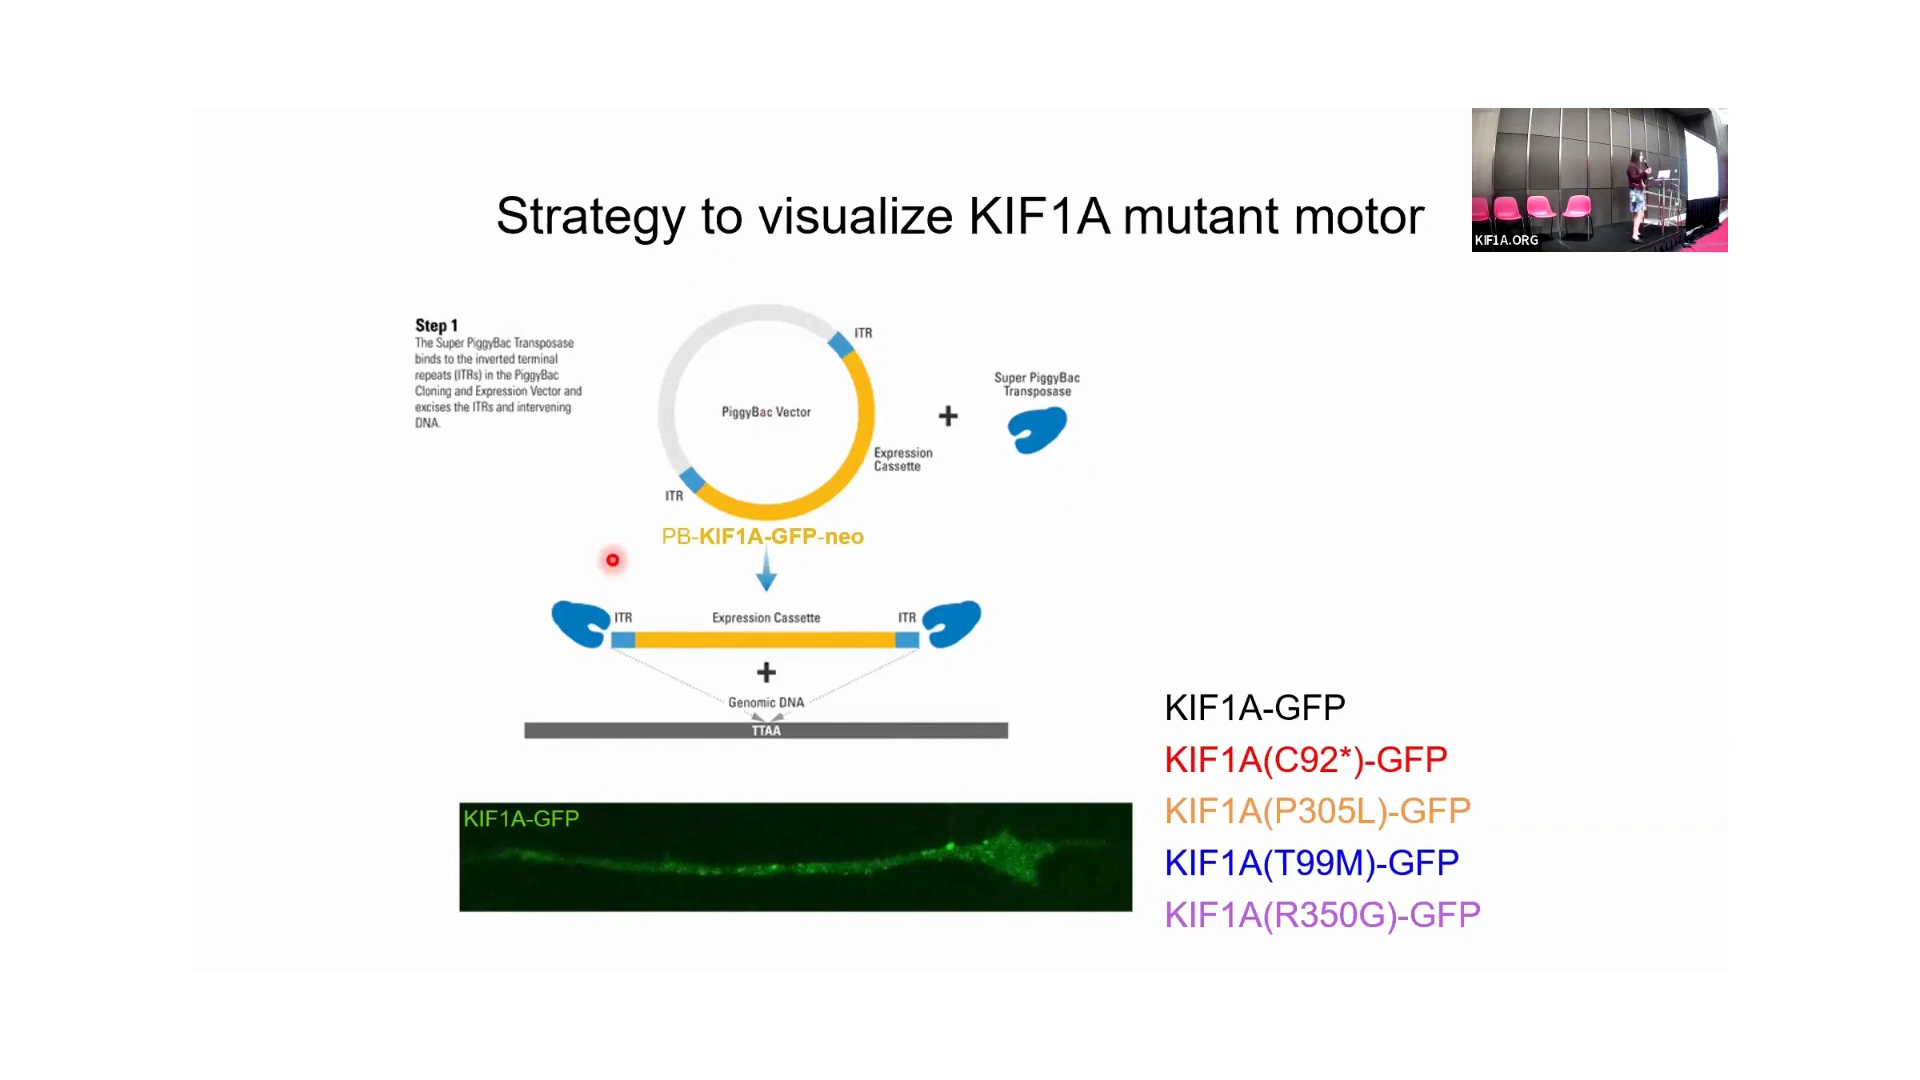 Strategy to visualize KIF1A mutant motor
KIF1A.ORG
Step 1
The Super PiggyBac Transposase
binds to the inverted terminal
repeats (ITRs) in the PiggyBac
Cloning and Expression Vector and
excises the ITRs and intervening
DNA.
ITR
PiggyBac Vector
Super PiggyBac
Transposase
+
Expression
Cassette
ITR
PB-KIF1A-GFP-neo
ITR
Expression Cassette
ITR
+
Genomic DNA
TTAA
KIF1A-GFP
KIF1A-GFP
KIF1A(C92*)-GFP
KIF1A(P305L)-GFP
KIF1A(T99M)-GFP
KIF1A(R350G)-GFP